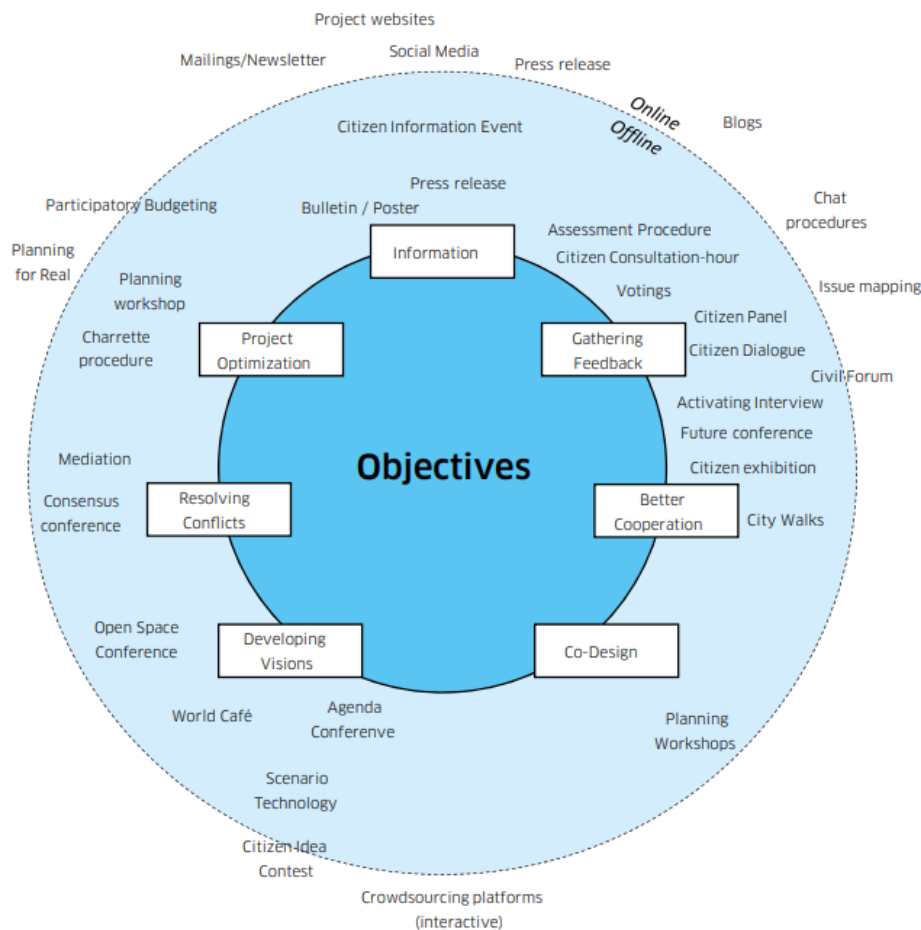 Project websites
Social Media
Mailings/Newsletter
Press release
Online
Offline
Blogs
Citizen Information Event
Press release
Bulletin / Poster
Participatory Budgeting
Chat
procedures
Assessment Procedure
Information
Citizen Consultation-hour
Planning
for Real
Planning
workshop
Votings
Issue mapping
Citizen Panel
Charrette
procedure
Project
Optimization
Gathering
Feedback
Citizen Dialogue
Civil Forum
Activating Interview
Future conference
Mediation
Objectives
Citizen exhibition
Consensus
conference
Resolving
Conflicts
Better
Cooperation
City Walks
Open Space
Conference
Developing
Visions
Co-Design
World Café
Agenda
Conferenve
Planning
Workshops
Scenario
Technology
Citizen Idea
Contest
Crowdsourcing platforms
(interactive)